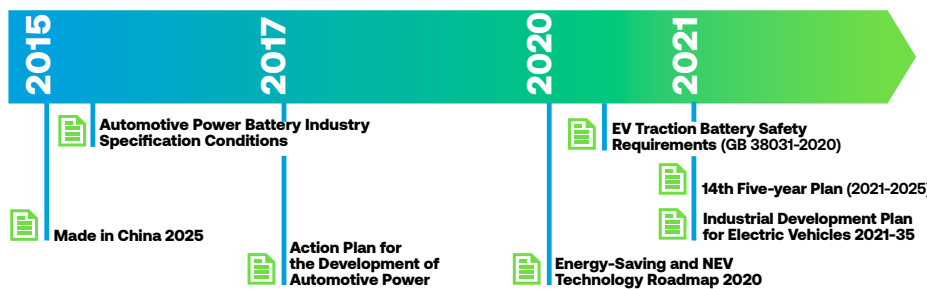 2015
2017
2020
2021
Automotive Power Battery Industry
Specification Conditions
EV Traction Battery Safety
Requirements (GB 38031-2020)
14th Five-year Plan (2021-2025)
Made in China 2025
Industrial Development Plan
for Electric Vehicles 2021-35
Action Plan for
the Development of
Automotive Power
Energy-Saving and NEV
Technology Roadmap 2020